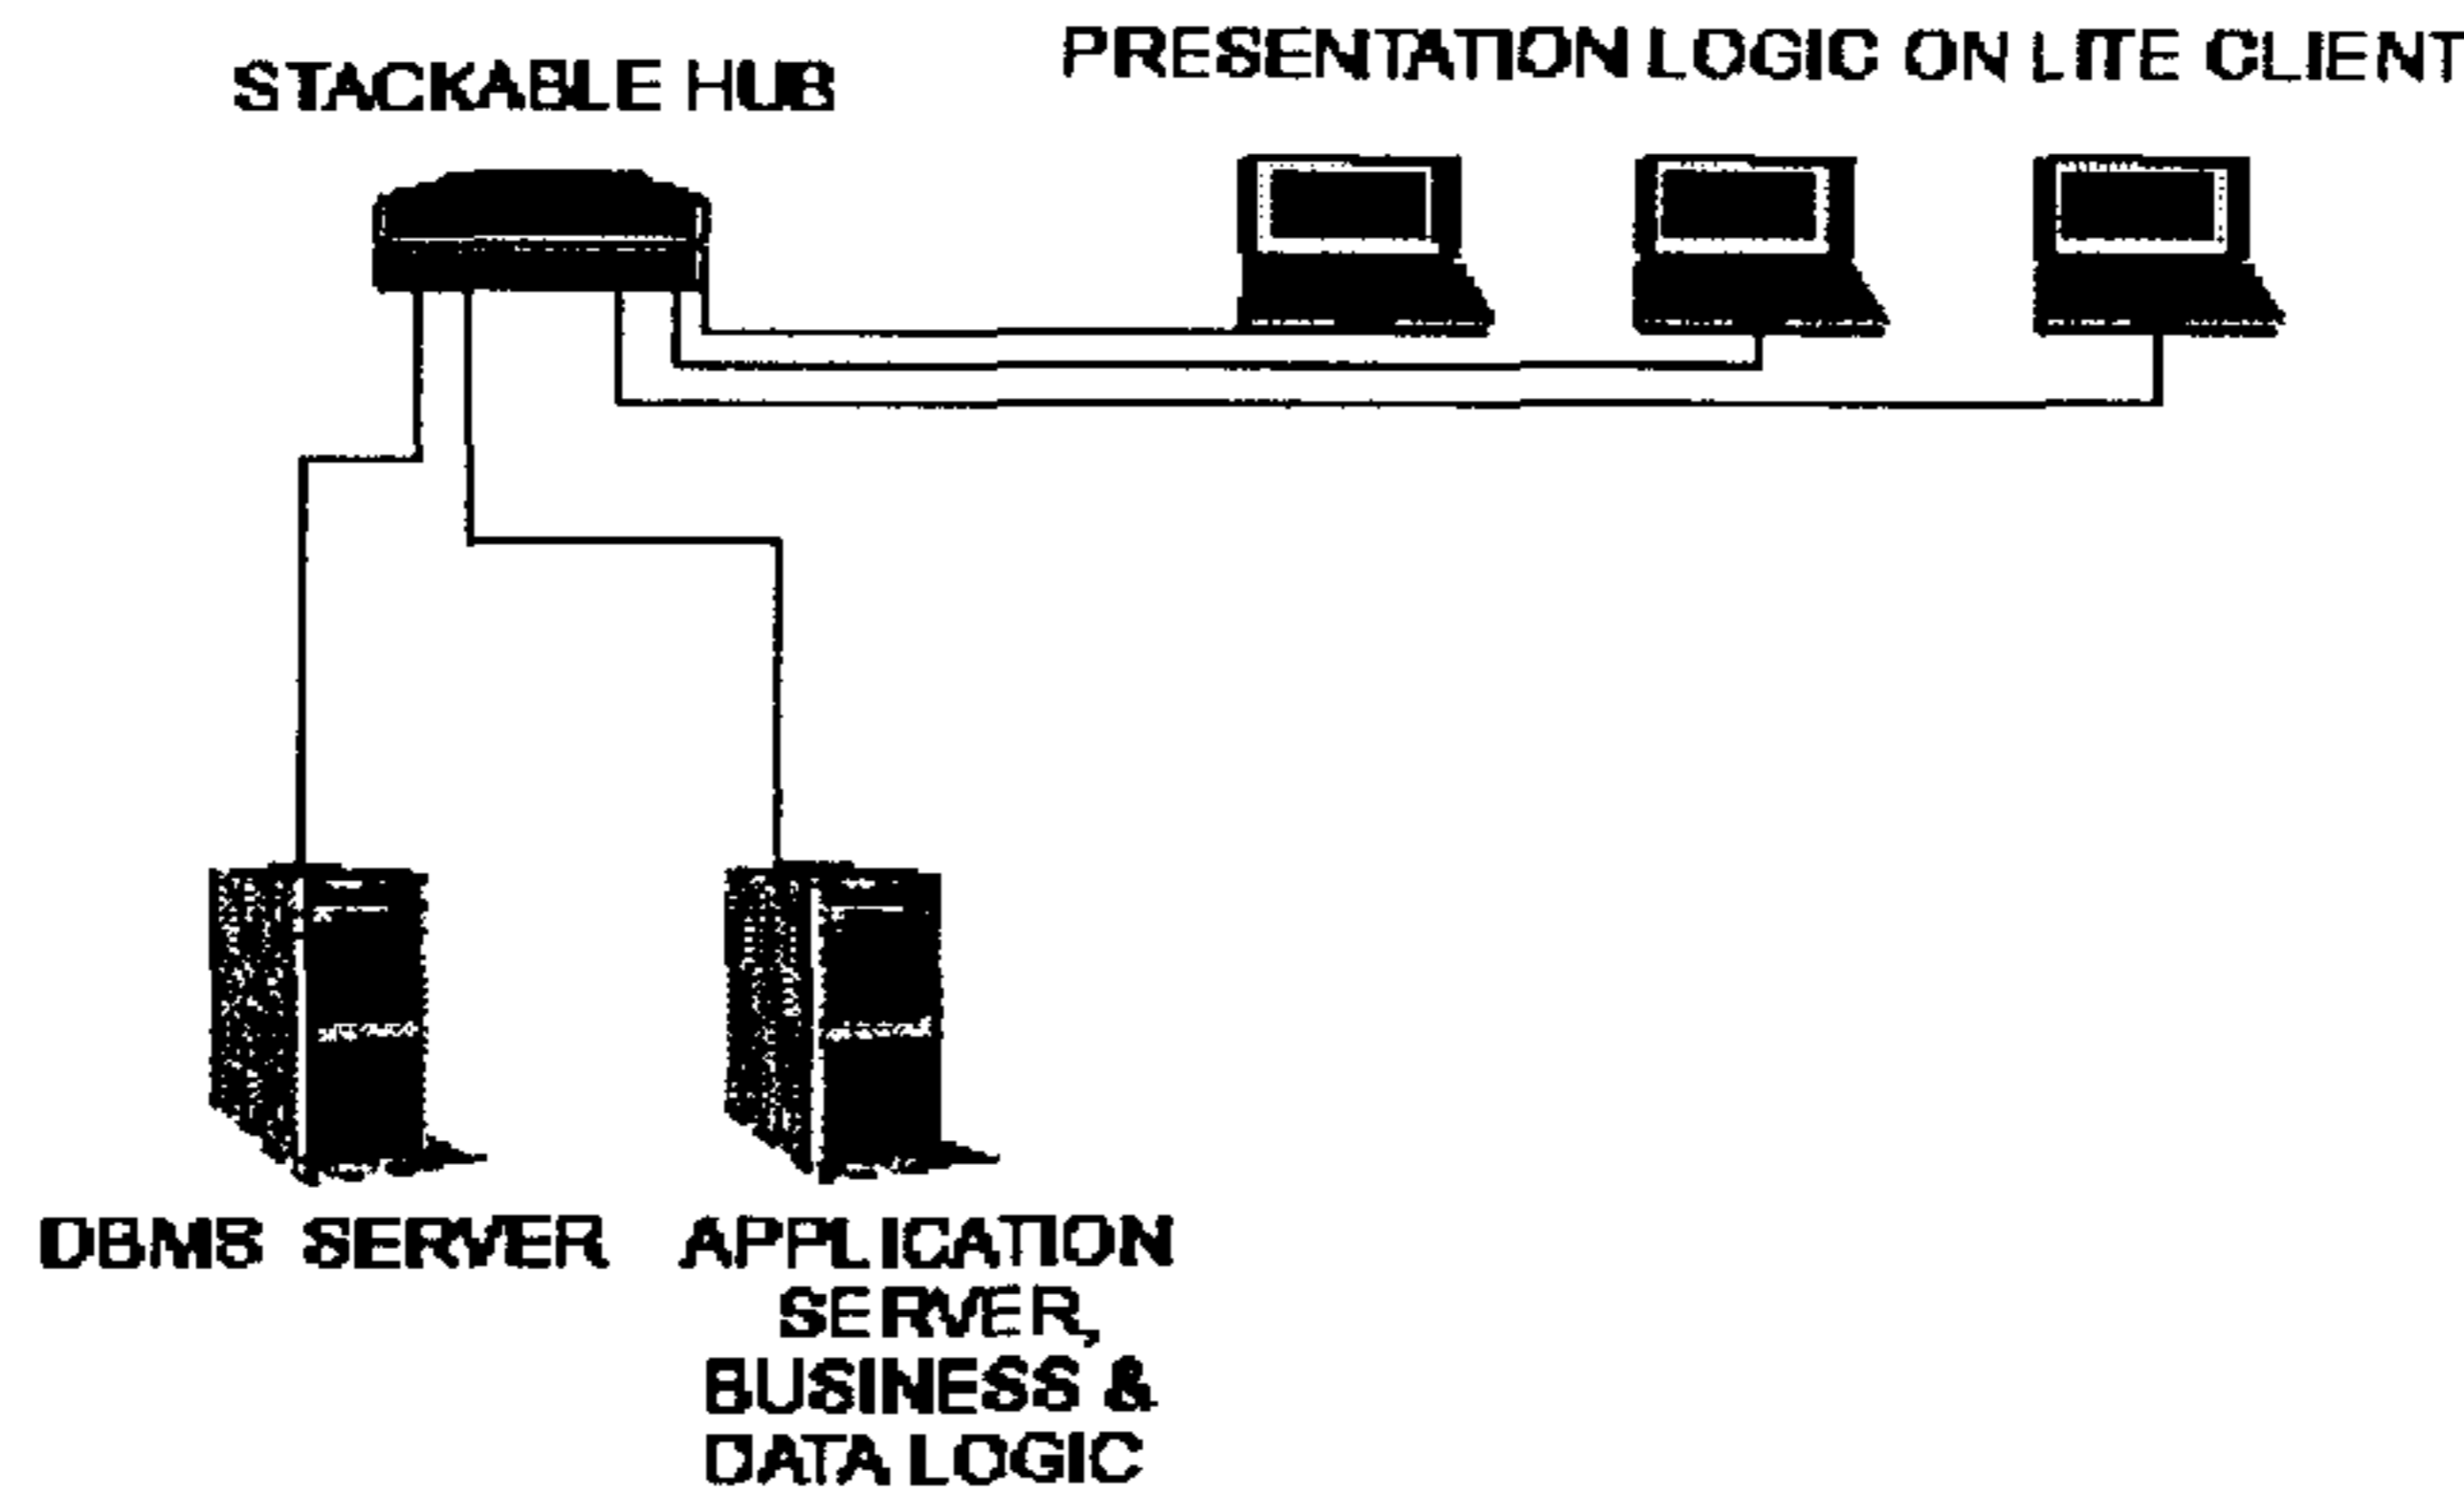 STACKABLE HUB
PRESENTATION LOGIC ON LITE CLIENT
DBMS SERVER
APPLICATION
SERVER,
BUSINESS &
DATA LOGIC